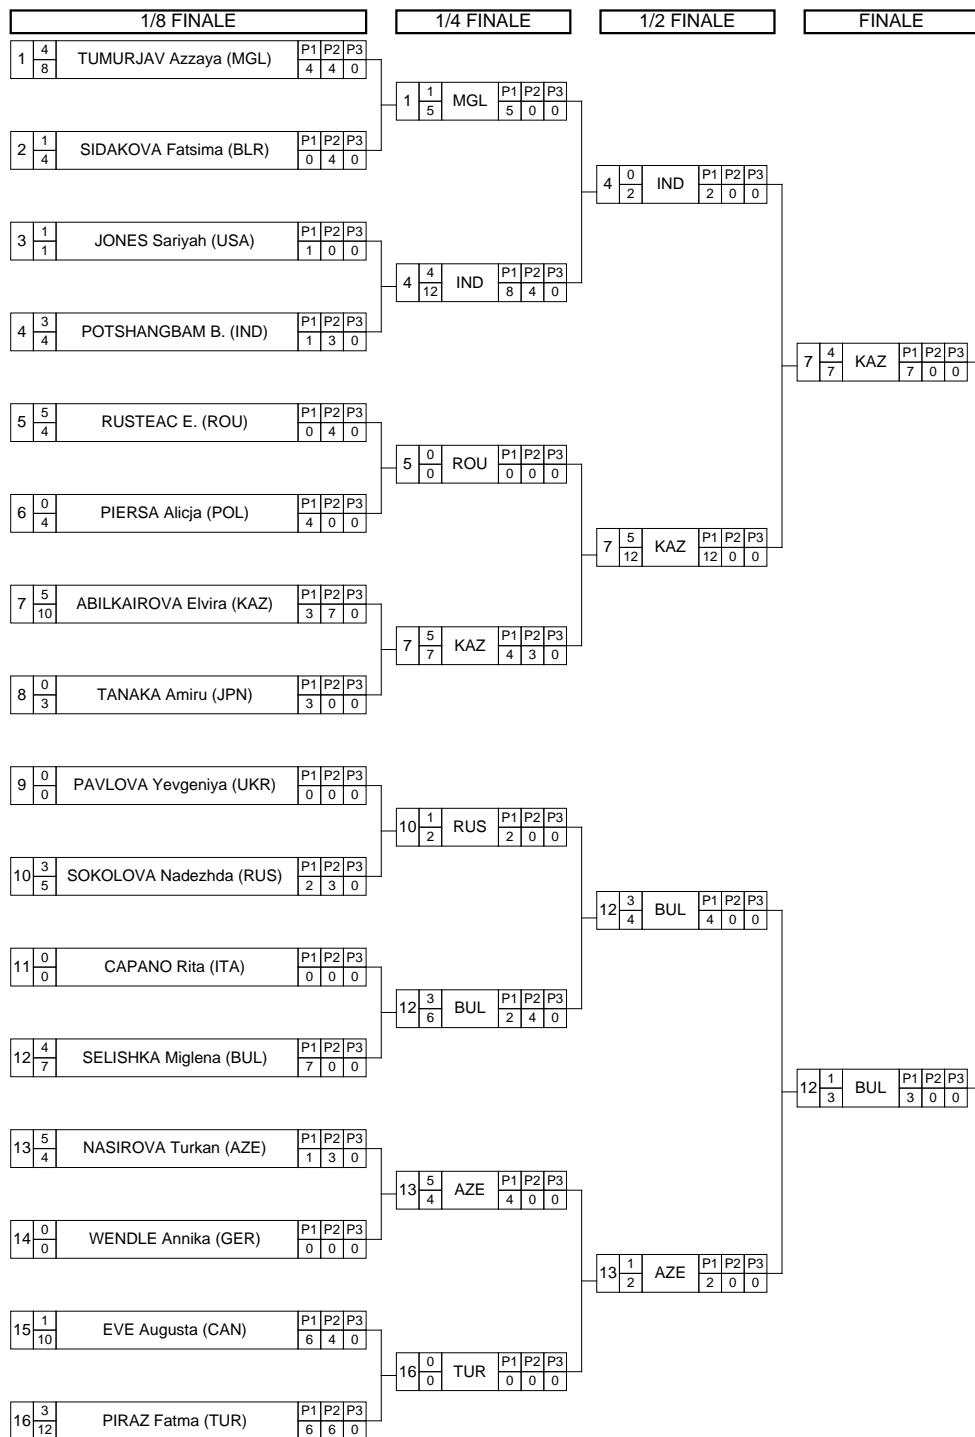 1/8 FINALE 1/4 FINALE 1/2 FINALE FINALE
1 4 8 TUMURJAV Azzaya (MGL) P1 P2 P3 4 4 0
1 1 5 MGL P1 P2 P3 5 0 0
2 1 4 SIDAKOVA Fatsima (BLR) P1 P2 P3 0 4 0
4 0 2 IND P1 P2 P3 2 0 0
3 1 1 JONES Sariyah (USA) P1 P2 P3 1 0 0
4 4 12 IND P1 P2 P3 8 4 0
4 3 4 POTSHANGBAM B. (IND) P1 P2 P3 1 3 0
7 4 7 KAZ P1 P2 P3 7 0 0
5 5 4 RUSTEAC E. (ROU) P1 P2 P3 0 4 0
5 0 0 ROU P1 P2 P3 0 0 0
6 0 4 PIERSA Alicja (POL) P1 P2 P3 4 0 0
7 5 12 KAZ P1 P2 P3 12 0 0
7 5 10 ABILKAIROVA Elvira (KAZ) P1 P2 P3 3 7 0
7 5 7 KAZ P1 P2 P3 4 3 0
8 0 3 TANAKA Amiru (JPN) P1 P2 P3 3 0 0
9 0 0 PAVLOVA Yevgeniya (UKR) P1 P2 P3 0 0 0
10 1 2 RUS P1 P2 P3 2 0 0
10 3 5 SOKOLOVA Nadezhda (RUS) P1 P2 P3 2 3 0
12 3 4 BUL P1 P2 P3 4 0 0
11 0 0 CAPANO Rita (ITA) P1 P2 P3 0 0 0
12 3 6 BUL P1 P2 P3 2 4 0
12 4 7 SELISHKA Miglena (BUL) P1 P2 P3 7 0 0
12 1 3 BUL P1 P2 P3 3 0 0
13 5 4 NASIROVA Turkan (AZE) P1 P2 P3 1 3 0
13 5 4 AZE P1 P2 P3 4 0 0
14 0 0 WENDLE Annika (GER) P1 P2 P3 0 0 0
13 1 2 AZE P1 P2 P3 2 0 0
15 1 10 EVE Augusta (CAN) P1 P2 P3 6 4 0
16 0 0 TUR P1 P2 P3 0 0 0
16 3 12 PIRAZ Fatma (TUR) P1 P2 P3 6 6 0